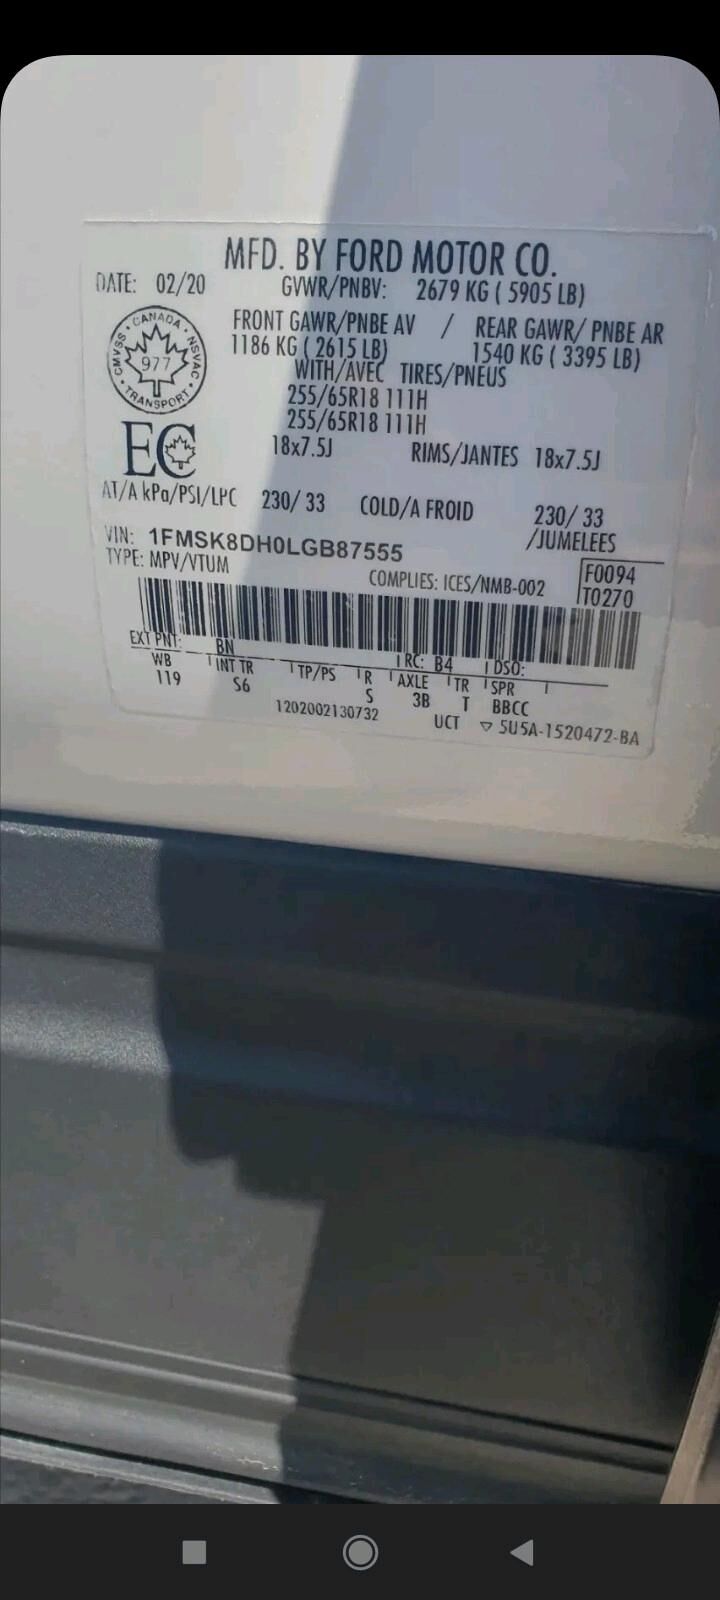 MFD. BY FORD MOTOR CO.
DATE: 02/20
GVWR/PNBV: 2679 KG ( 5905 LB)
FRONT GAWR/PNBE AV / REAR GAWR/ PNBE AR
1186 KG ( 2615 LB) 1540 KG ( 3395 LB)
WITH/AVEC TIRES/PNEUS
255/65R18 111H
255/65R18 111H
18x7.5J RIMS/JANTES 18x7.5J
CANADA
CMVSS NSVAC
977
TRANSPORT
EC
AT/A kPa/PSI/LPC 230/ 33 COLD/A FROID 230/ 33
/JUMELEES
VIN: 1FMSK8DH0LGB87555
TYPE: MPV/VTUM
COMPLIES: ICES/NMB-002
F0094
T0270
EXT PNT: BN RC: B4 DSO:
WB INT TR TP/PS R AXLE TR SPR
119 S6 S 3B T BBCC
1202002130732
UCT ▽ 5U5A-1520472-BA